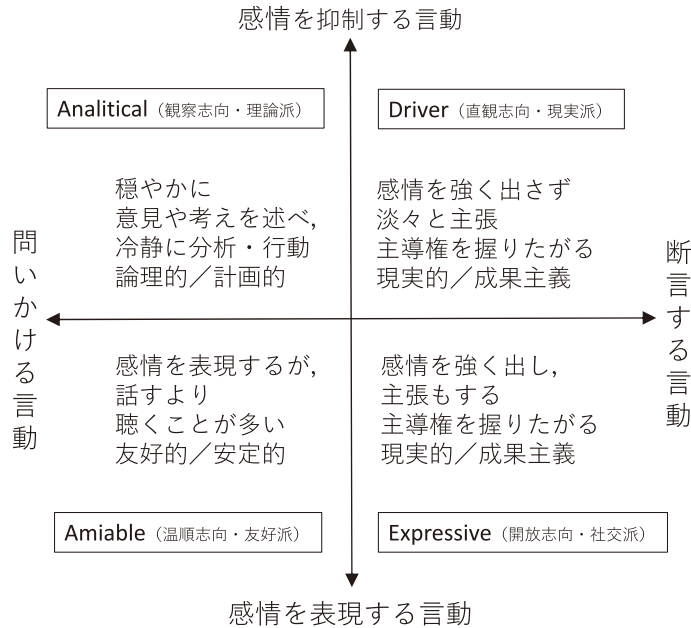 感情を抑制する言動
Analitical（観察志向・理論派）
Driver（直観志向・現実派）
穏やかに
意見や考えを述べ,
冷静に分析・行動
論理的／計画的
感情を強く出さず
淡々と主張
主導権を握りたがる
現実的／成果主義
問いかける言動
断言する言動
感情を表現するが,
話すより
聴くことが多い
友好的／安定的
感情を強く出し,
主張もする
主導権を握りたがる
現実的／成果主義
Amiable（温順志向・友好派）
Expressive（開放志向・社交派）
感情を表現する言動